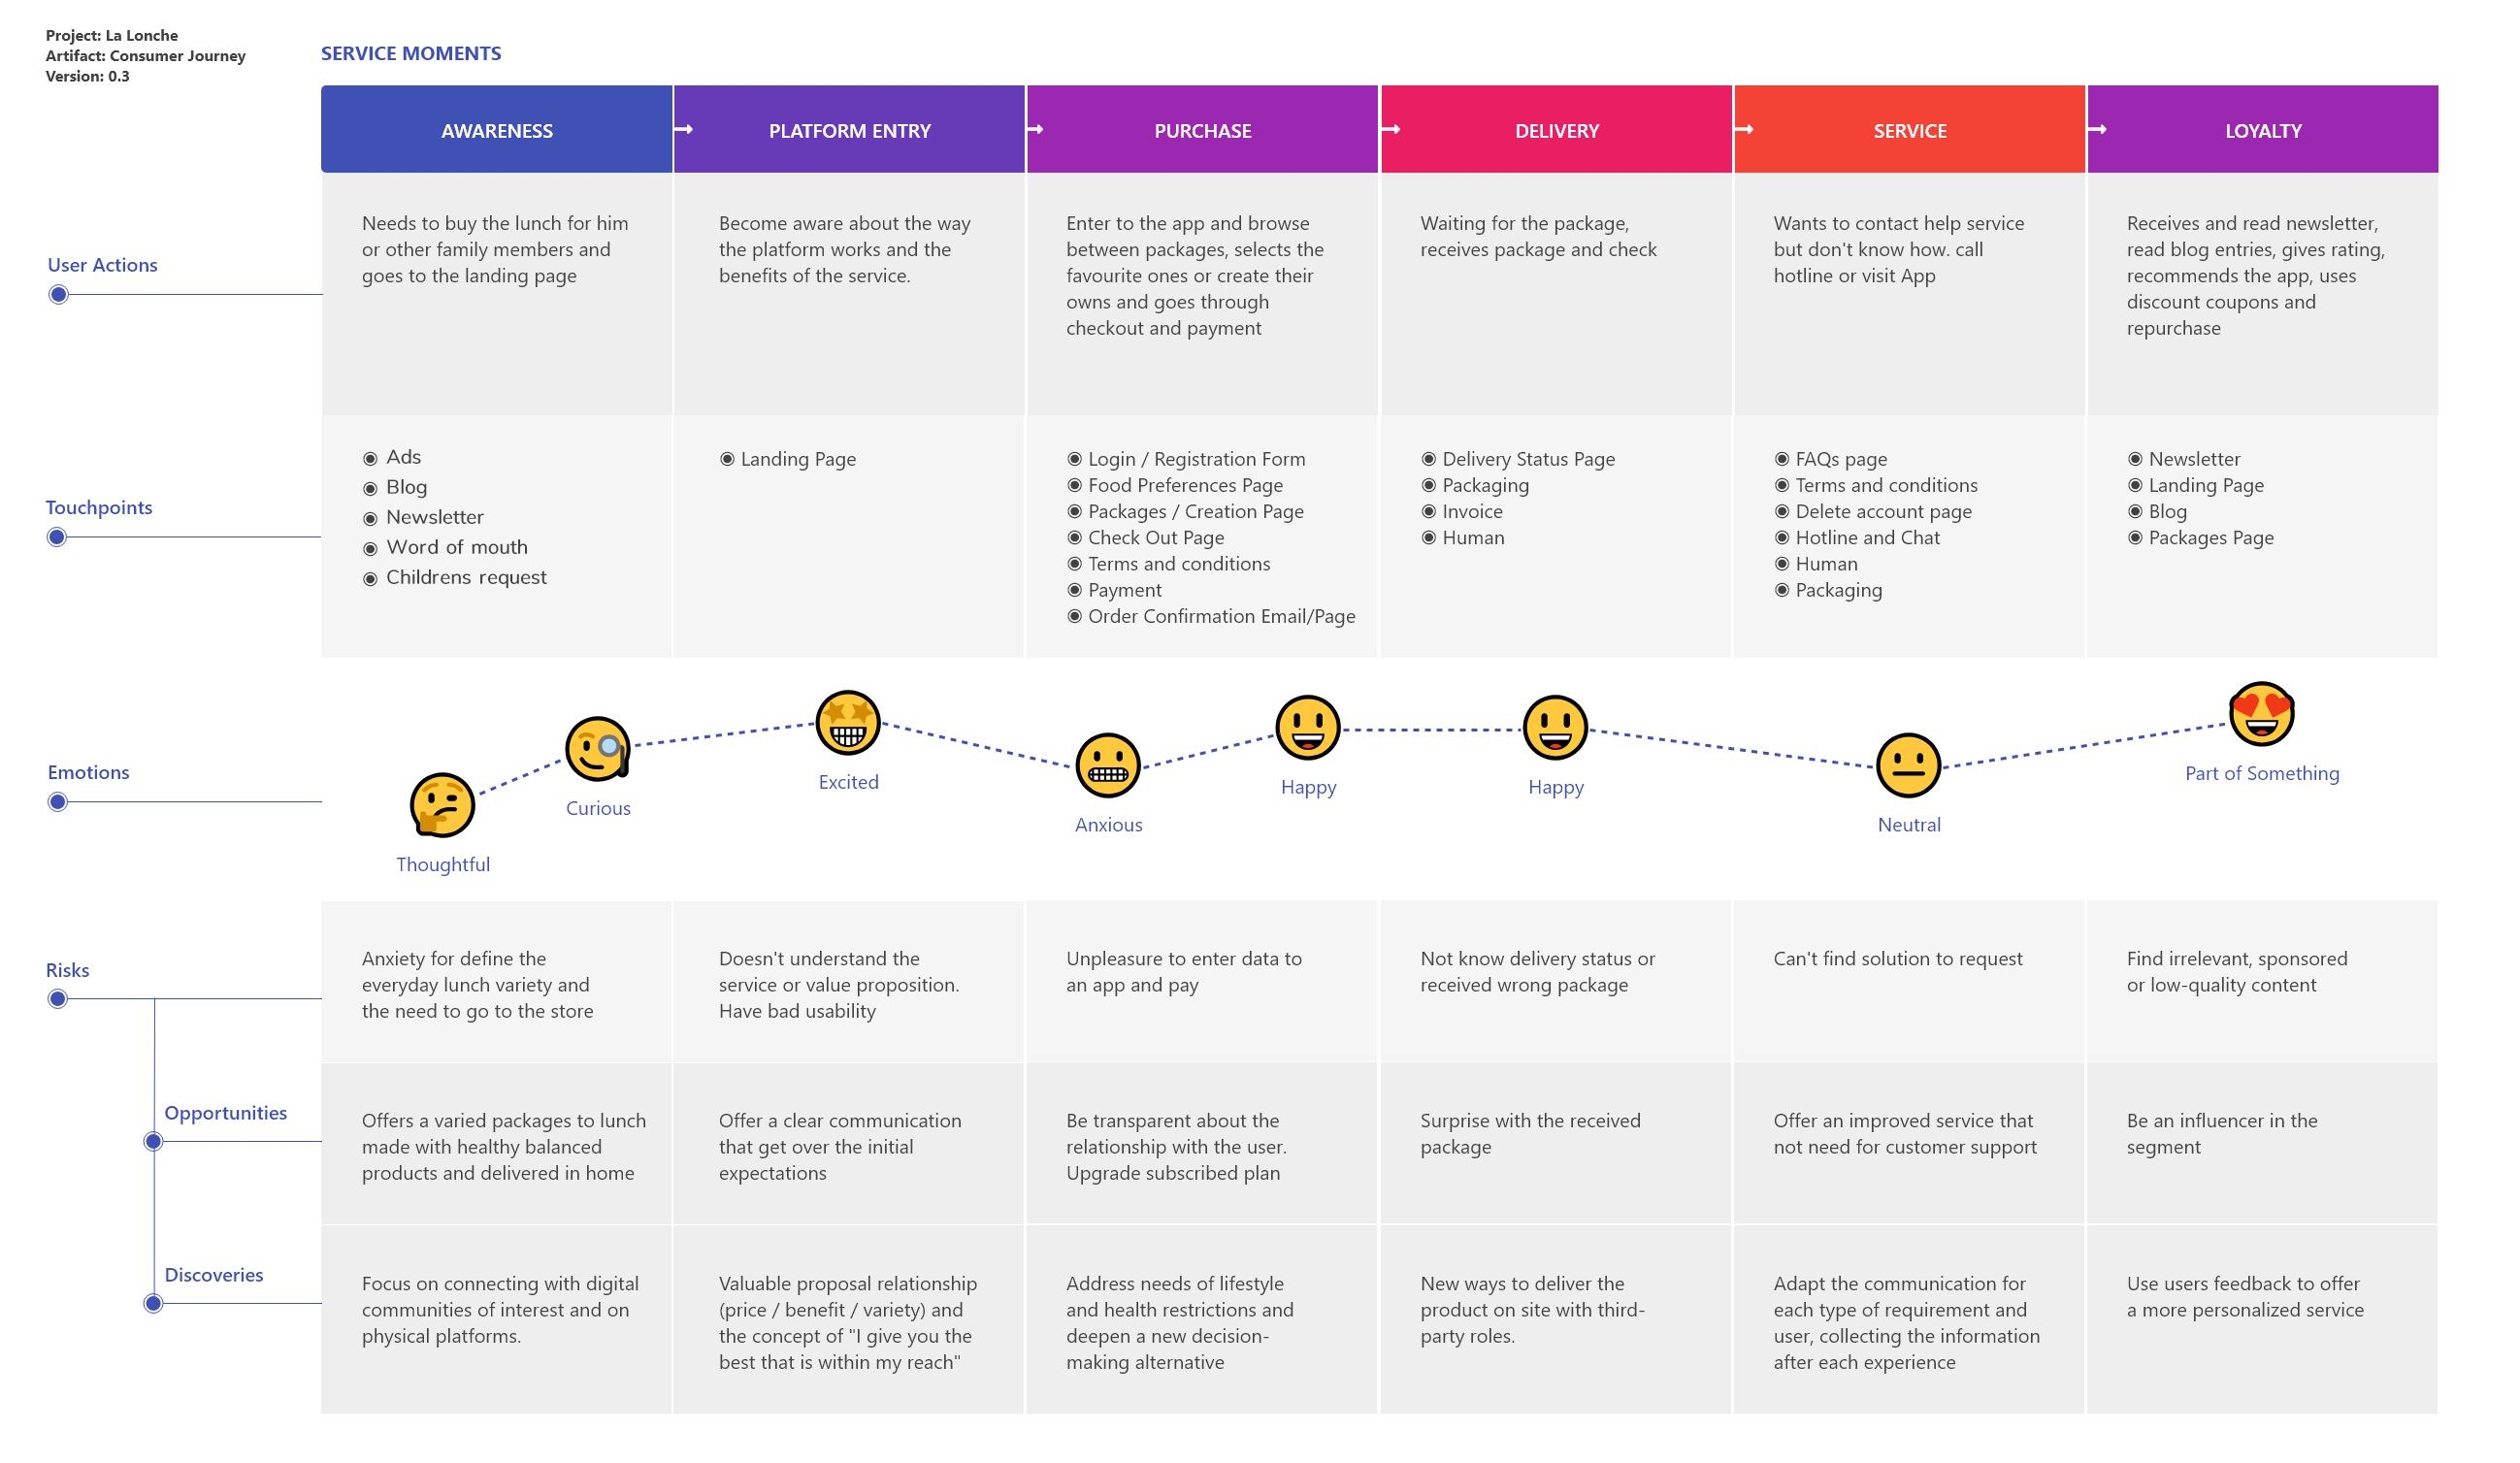 Project: La Lonche
Artifact: Consumer Journey
Version: 0.3
SERVICE MOMENTS
AWARENESS
PLATFORM ENTRY
PURCHASE
DELIVERY
SERVICE
LOYALTY
User Actions
Needs to buy the lunch for him
or other family members and
goes to the landing page
Become aware about the way
the platform works and the
benefits of the service.
Enter to the app and browse
between packages, selects the
favourite ones or create their
owns and goes through
checkout and payment
Waiting for the package,
receives package and check
Wants to contact help service
but don't know how. call
hotline or visit App
Receives and read newsletter,
read blog entries, gives rating,
recommends the app, uses
discount coupons and
repurchase
Touchpoints
Ads
Blog
Newsletter
Word of mouth
Childrens request
Landing Page
Login / Registration Form
Food Preferences Page
Packages / Creation Page
Check Out Page
Terms and conditions
Payment
Order Confirmation Email/Page
Delivery Status Page
Packaging
Invoice
Human
FAQs page
Terms and conditions
Delete account page
Hotline and Chat
Human
Packaging
Newsletter
Landing Page
Blog
Packages Page
Emotions
Thoughtful
Curious
Excited
Anxious
Happy
Happy
Neutral
Part of Something
Risks
Anxiety for define the
everyday lunch variety and
the need to go to the store
Doesn't understand the
service or value proposition.
Have bad usability
Unpleasure to enter data to
an app and pay
Not know delivery status or
received wrong package
Can't find solution to request
Find irrelevant, sponsored
or low-quality content
Opportunities
Offers a varied packages to lunch
made with healthy balanced
products and delivered in home
Offer a clear communication
that get over the initial
expectations
Be transparent about the
relationship with the user.
Upgrade subscribed plan
Surprise with the received
package
Offer an improved service that
not need for customer support
Be an influencer in the
segment
Discoveries
Focus on connecting with digital
communities of interest and on
physical platforms.
Valuable proposal relationship
(price / benefit / variety) and
the concept of "I give you the
best that is within my reach"
Address needs of lifestyle
and health restrictions and
deepen a new decision-
making alternative
New ways to deliver the
product on site with third-
party roles.
Adapt the communication for
each type of requirement and
user, collecting the information
after each experience
Use users feedback to offer
a more personalized service